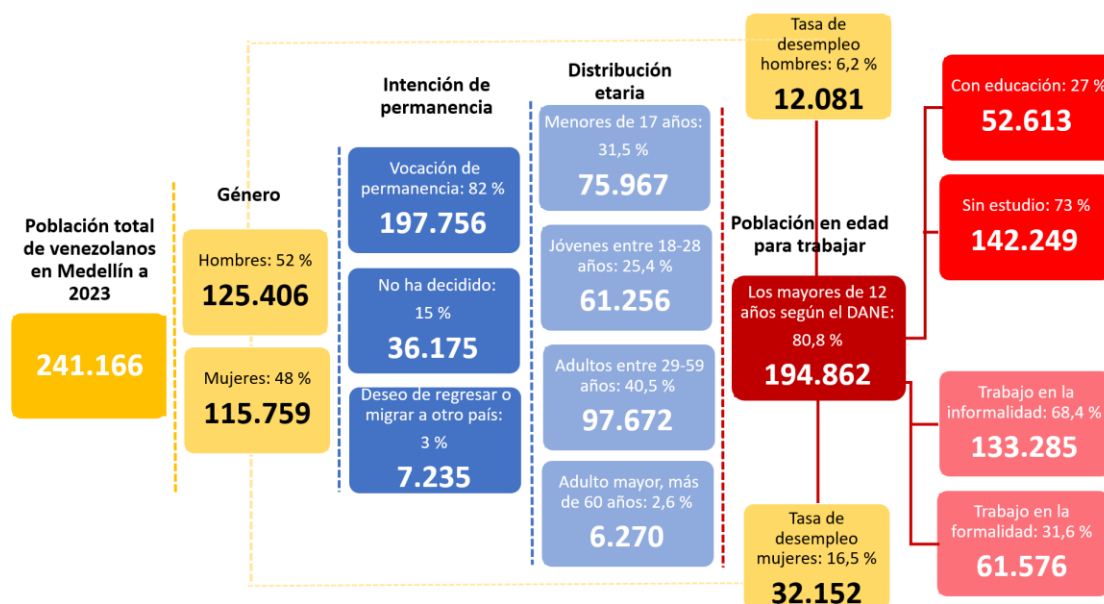 Población total
de venezolanos
en Medellín a
2023
241.166
Género
Hombres: 52 %
125.406
Mujeres: 48 %
115.759
Intención de
permanencia
Vocación de
permanencia: 82 %
197.756
No ha decidido:
15 %
36.175
Deseo de regresar o
migrar a otro país:
3 %
7.235
Distribución
etaria
Menores de 17 años:
31,5 %
75.967
Jóvenes entre 18-28
años: 25,4 %
61.256
Adultos entre 29-59
años: 40,5 %
97.672
Adulto mayor, más
de 60 años: 2,6 %
6.270
Tasa de
desempleo
hombres: 6,2 %
12.081
Población en edad
para trabajar
Los mayores de 12
años según el DANE:
80,8 %
194.862
Tasa de
desempleo
mujeres: 16,5 %
32.152
Con educación: 27 %
52.613
Sin estudio: 73 %
142.249
Trabajo en la
informalidad: 68,4 %
133.285
Trabajo en la
formalidad: 31,6 %
61.576